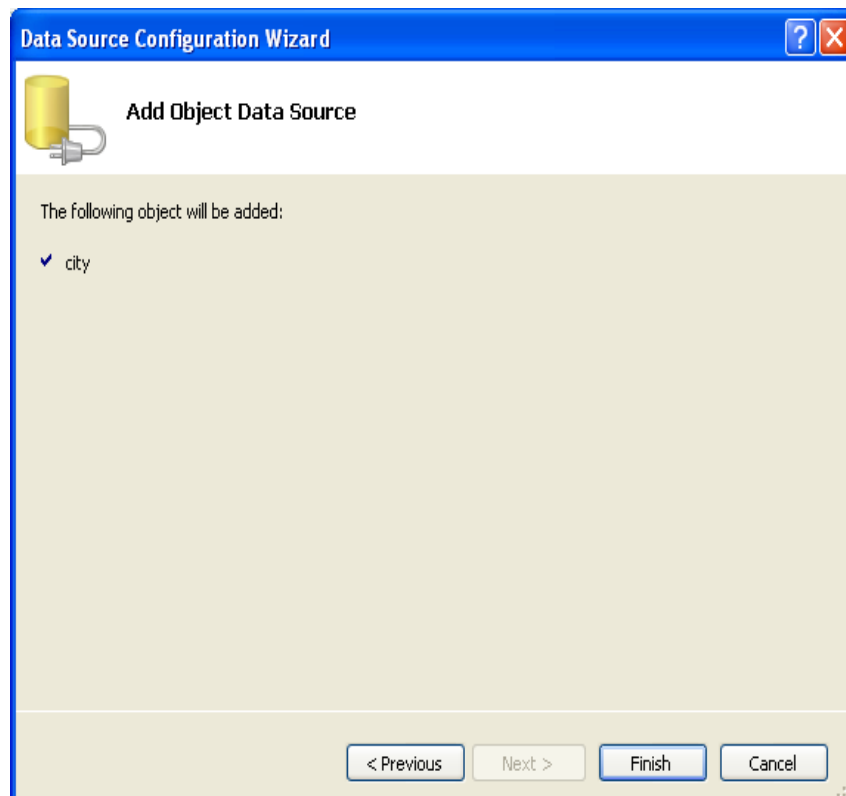 Data Source Configuration Wizard
?
Add Object Data Source
The following object will be added:
city
< Previous
Next >
Finish
Cancel